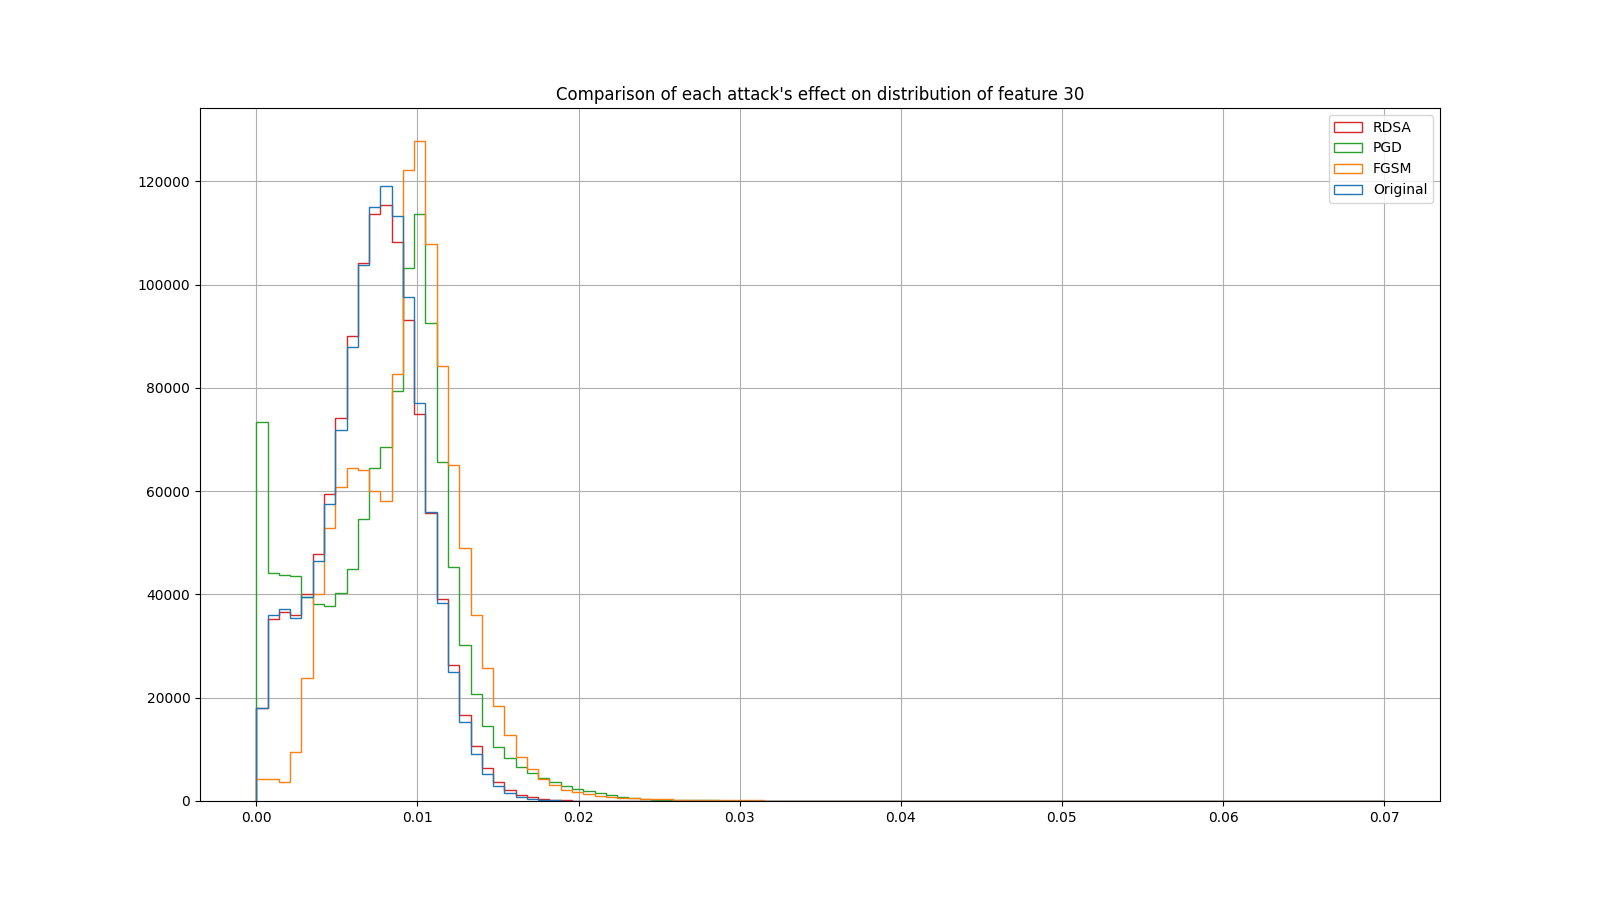 Comparison of each attack's effect on distribution of feature 30
RDSA
PGD
FGSM
Original
120000
100000
80000
60000
40000
20000
0
0.00 0.01 0.02 0.03 0.04 0.05 0.06 0.07